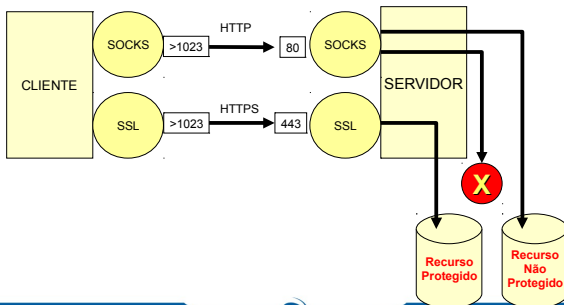 HTTP
SOCKS
>1023
80
SOCKS
CLIENTE
SERVIDOR
HTTPS
SSL
>1023
443
SSL
X
Recurso
Protegido
Recurso
Não
Protegido